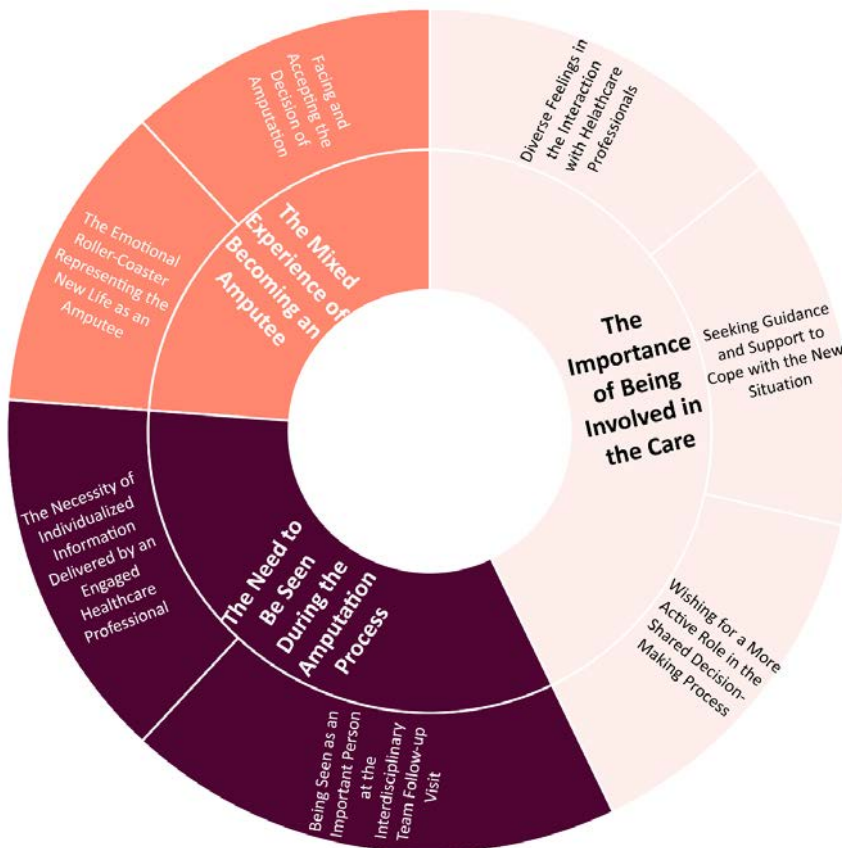 Diverse Feelings in
the Interaction
with Helathcare
Professionals
Seeking Guidance
and Support to
Cope with the New
Situation
Wishing for a More
Active Role in the
Shared Decision-
Making Process
The
Importance
of Being
Involved in
the Care
Being Seen as an
Important Person
at the
Interdisciplinary
Team Follow-up
Visit
The Necessity of
Individualized
Information
Delivered by an
Engaged
Healthcare
Professional
The Need to
Be Seen
During the
Amputation
Process
The Emotional
Roller-Coaster
Representing the
New Life as an
Amputee
Facing and
Accepting the
Decision of
Amputation
The Mixed
Experience of
Becoming an
Amputee